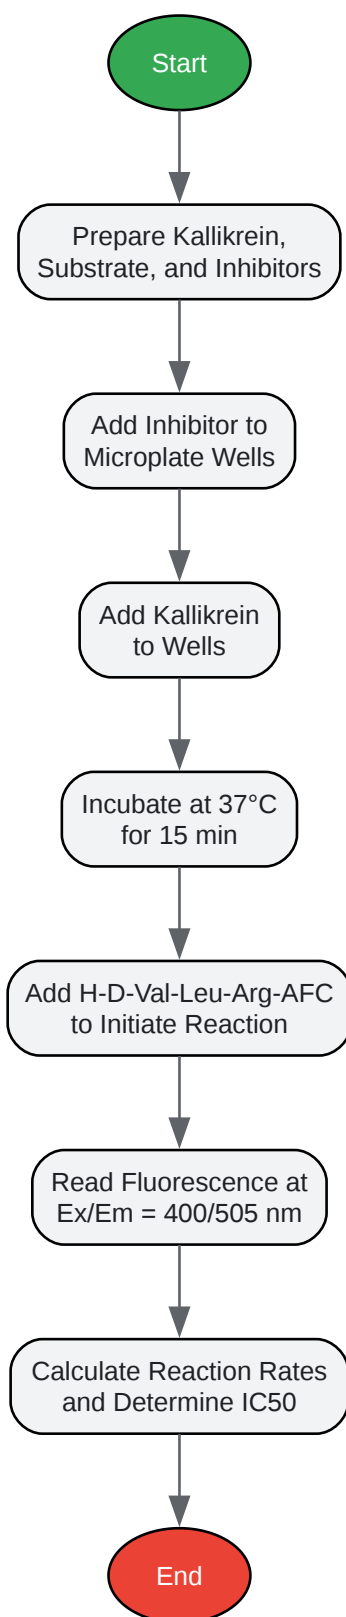 Start
Prepare Kallikrein,
Substrate, and Inhibitors
Add Inhibitor to
Microplate Wells
Add Kallikrein
to Wells
Incubate at 37°C
for 15 min
Add H-D-Val-Leu-Arg-AFC
to Initiate Reaction
Read Fluorescence at
Ex/Em = 400/505 nm
Calculate Reaction Rates
and Determine IC50
End